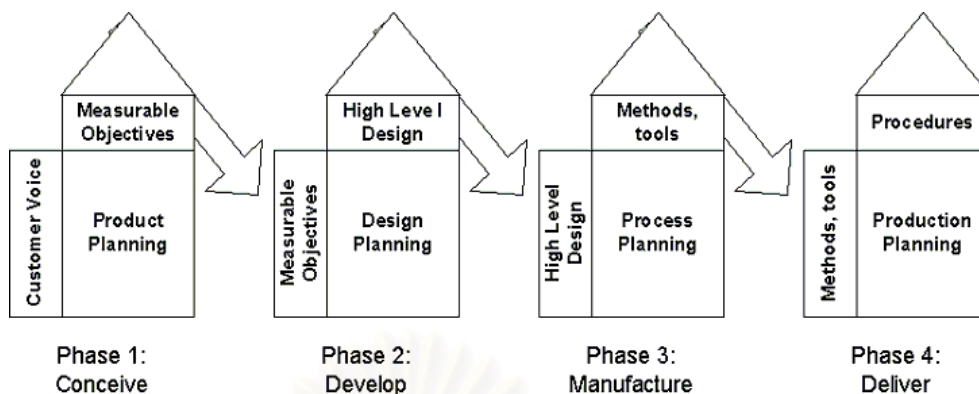 Measurable
Objectives
Customer Voice
Product
Planning
Phase 1:
Conceive
High Level
Design
Measurable
Objectives
Design
Planning
Phase 2:
Develop
Methods,
tools
High Level
Design
Process
Planning
Phase 3:
Manufacture
Procedures
Methods, tools
Production
Planning
Phase 4:
Deliver